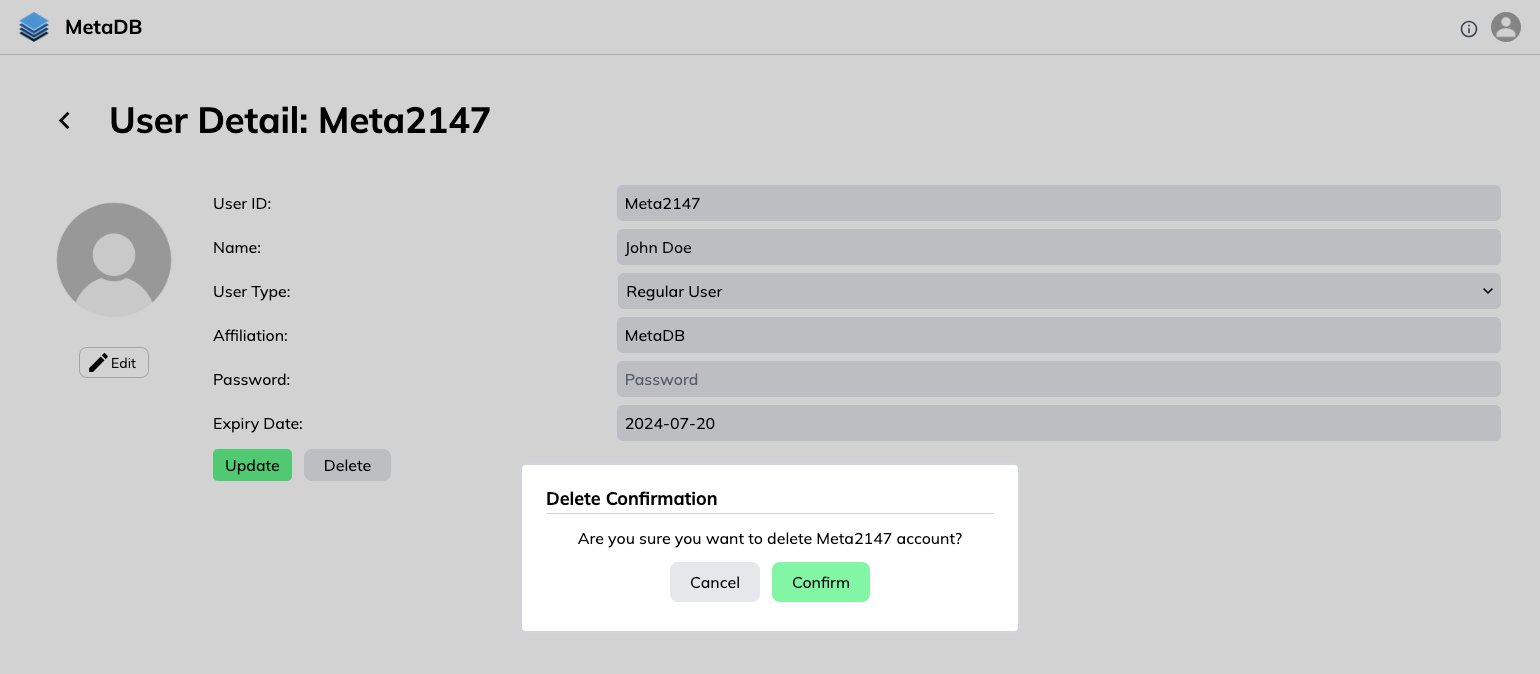 MetaDB
User Detail: Meta2147
User ID: Meta2147
Name: John Doe
User Type: Regular User
Affiliation: MetaDB
Edit
Password: Password
Expiry Date: 2024-07-20
Update Delete
Delete Confirmation
Are you sure you want to delete Meta2147 account?
Cancel Confirm